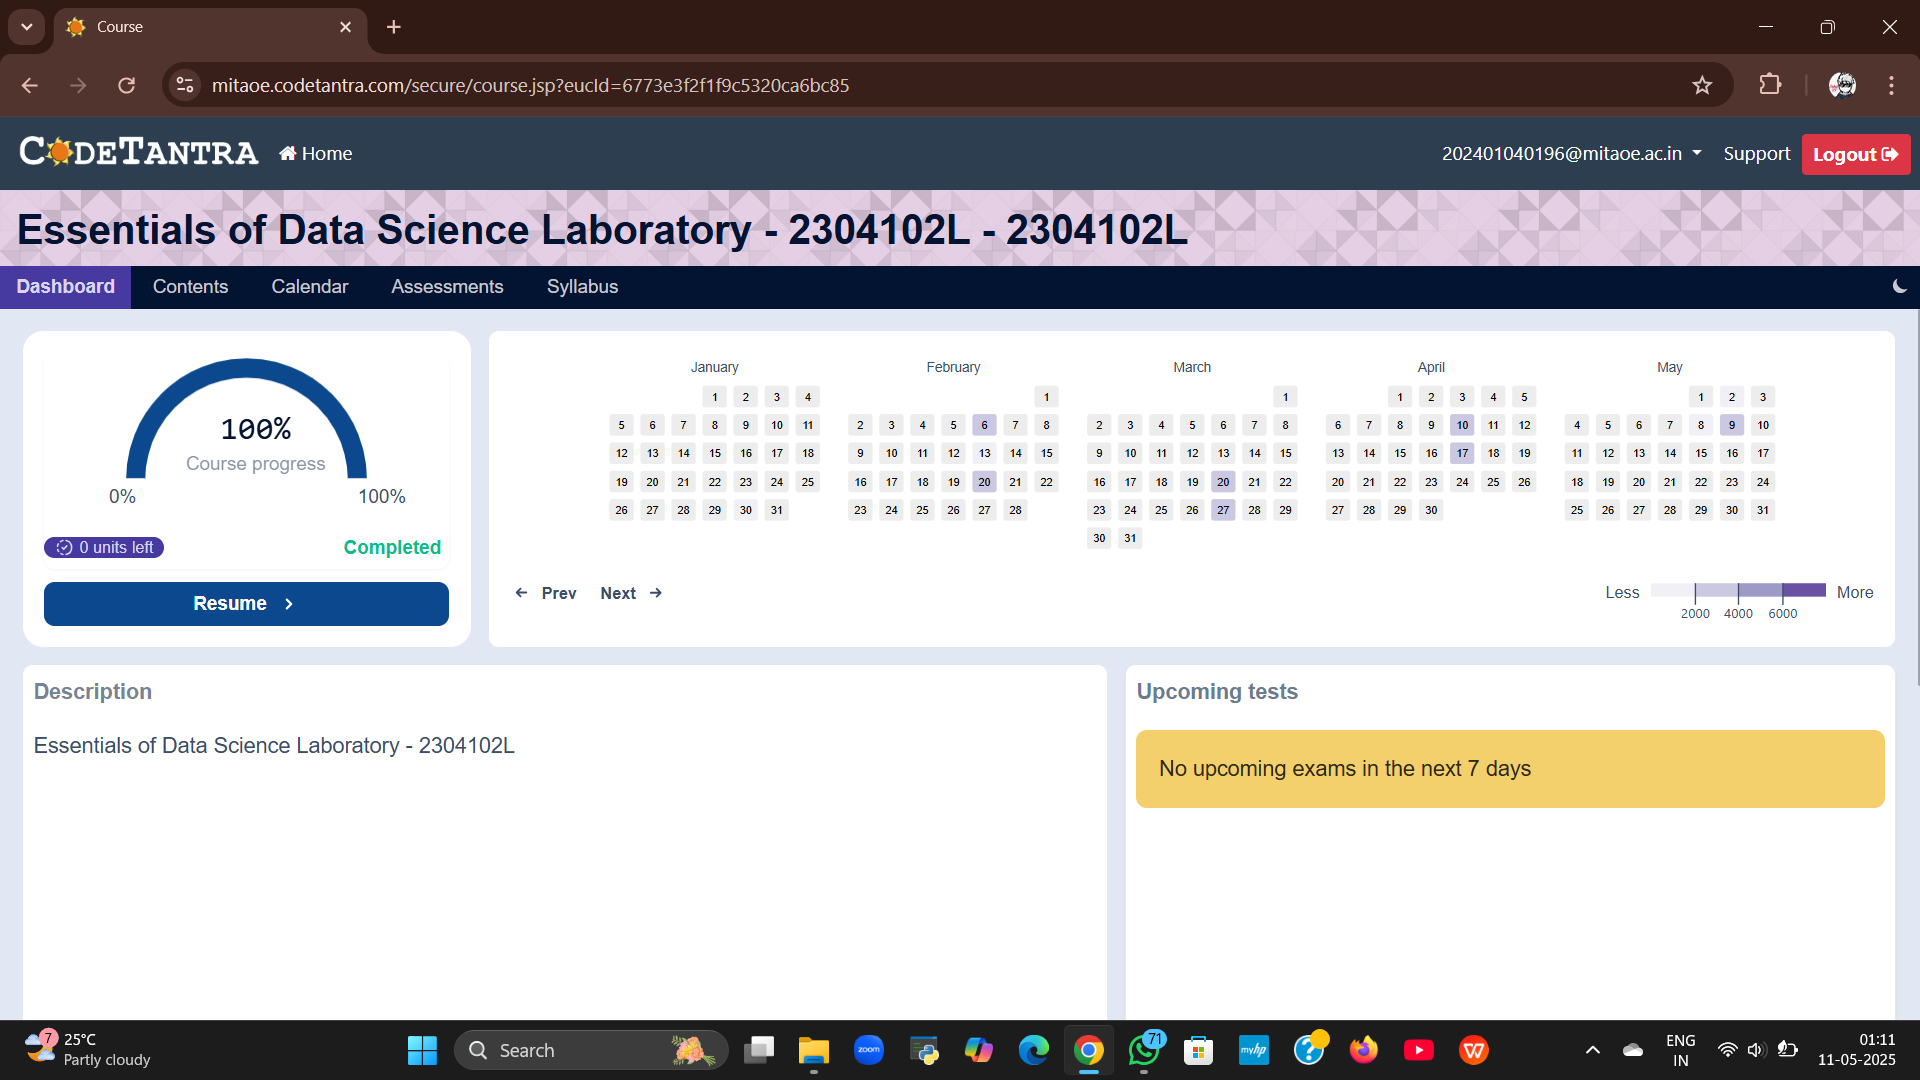 Course
mitaoe.codetantra.com/secure/course.jsp?eucId=6773e3f2f1f9c5320ca6bc85
CODETANTRA
Home
202401040196@mitaoe.ac.in
Support
Logout
Essentials of Data Science Laboratory - 2304102L - 2304102L
Dashboard Contents Calendar Assessments Syllabus
100%
Course progress
0% 100%
0 units left
Completed
Resume
January
1 2 3 4
5 6 7 8 9 10 11
12 13 14 15 16 17 18
19 20 21 22 23 24 25
26 27 28 29 30 31
February
1
2 3 4 5 6 7 8
9 10 11 12 13 14 15
16 17 18 19 20 21 22
23 24 25 26 27 28
March
1
2 3 4 5 6 7 8
9 10 11 12 13 14 15
16 17 18 19 20 21 22
23 24 25 26 27 28 29
30 31
April
1 2 3 4 5
6 7 8 9 10 11 12
13 14 15 16 17 18 19
20 21 22 23 24 25 26
27 28 29 30
May
1 2 3
4 5 6 7 8 9 10
11 12 13 14 15 16 17
18 19 20 21 22 23 24
25 26 27 28 29 30 31
Prev Next
Less More
2000 4000 6000
Description
Essentials of Data Science Laboratory - 2304102L
Upcoming tests
No upcoming exams in the next 7 days
7
25°C
Partly cloudy
Search
zoom
71
myhp
ENG
IN
01:11
11-05-2025